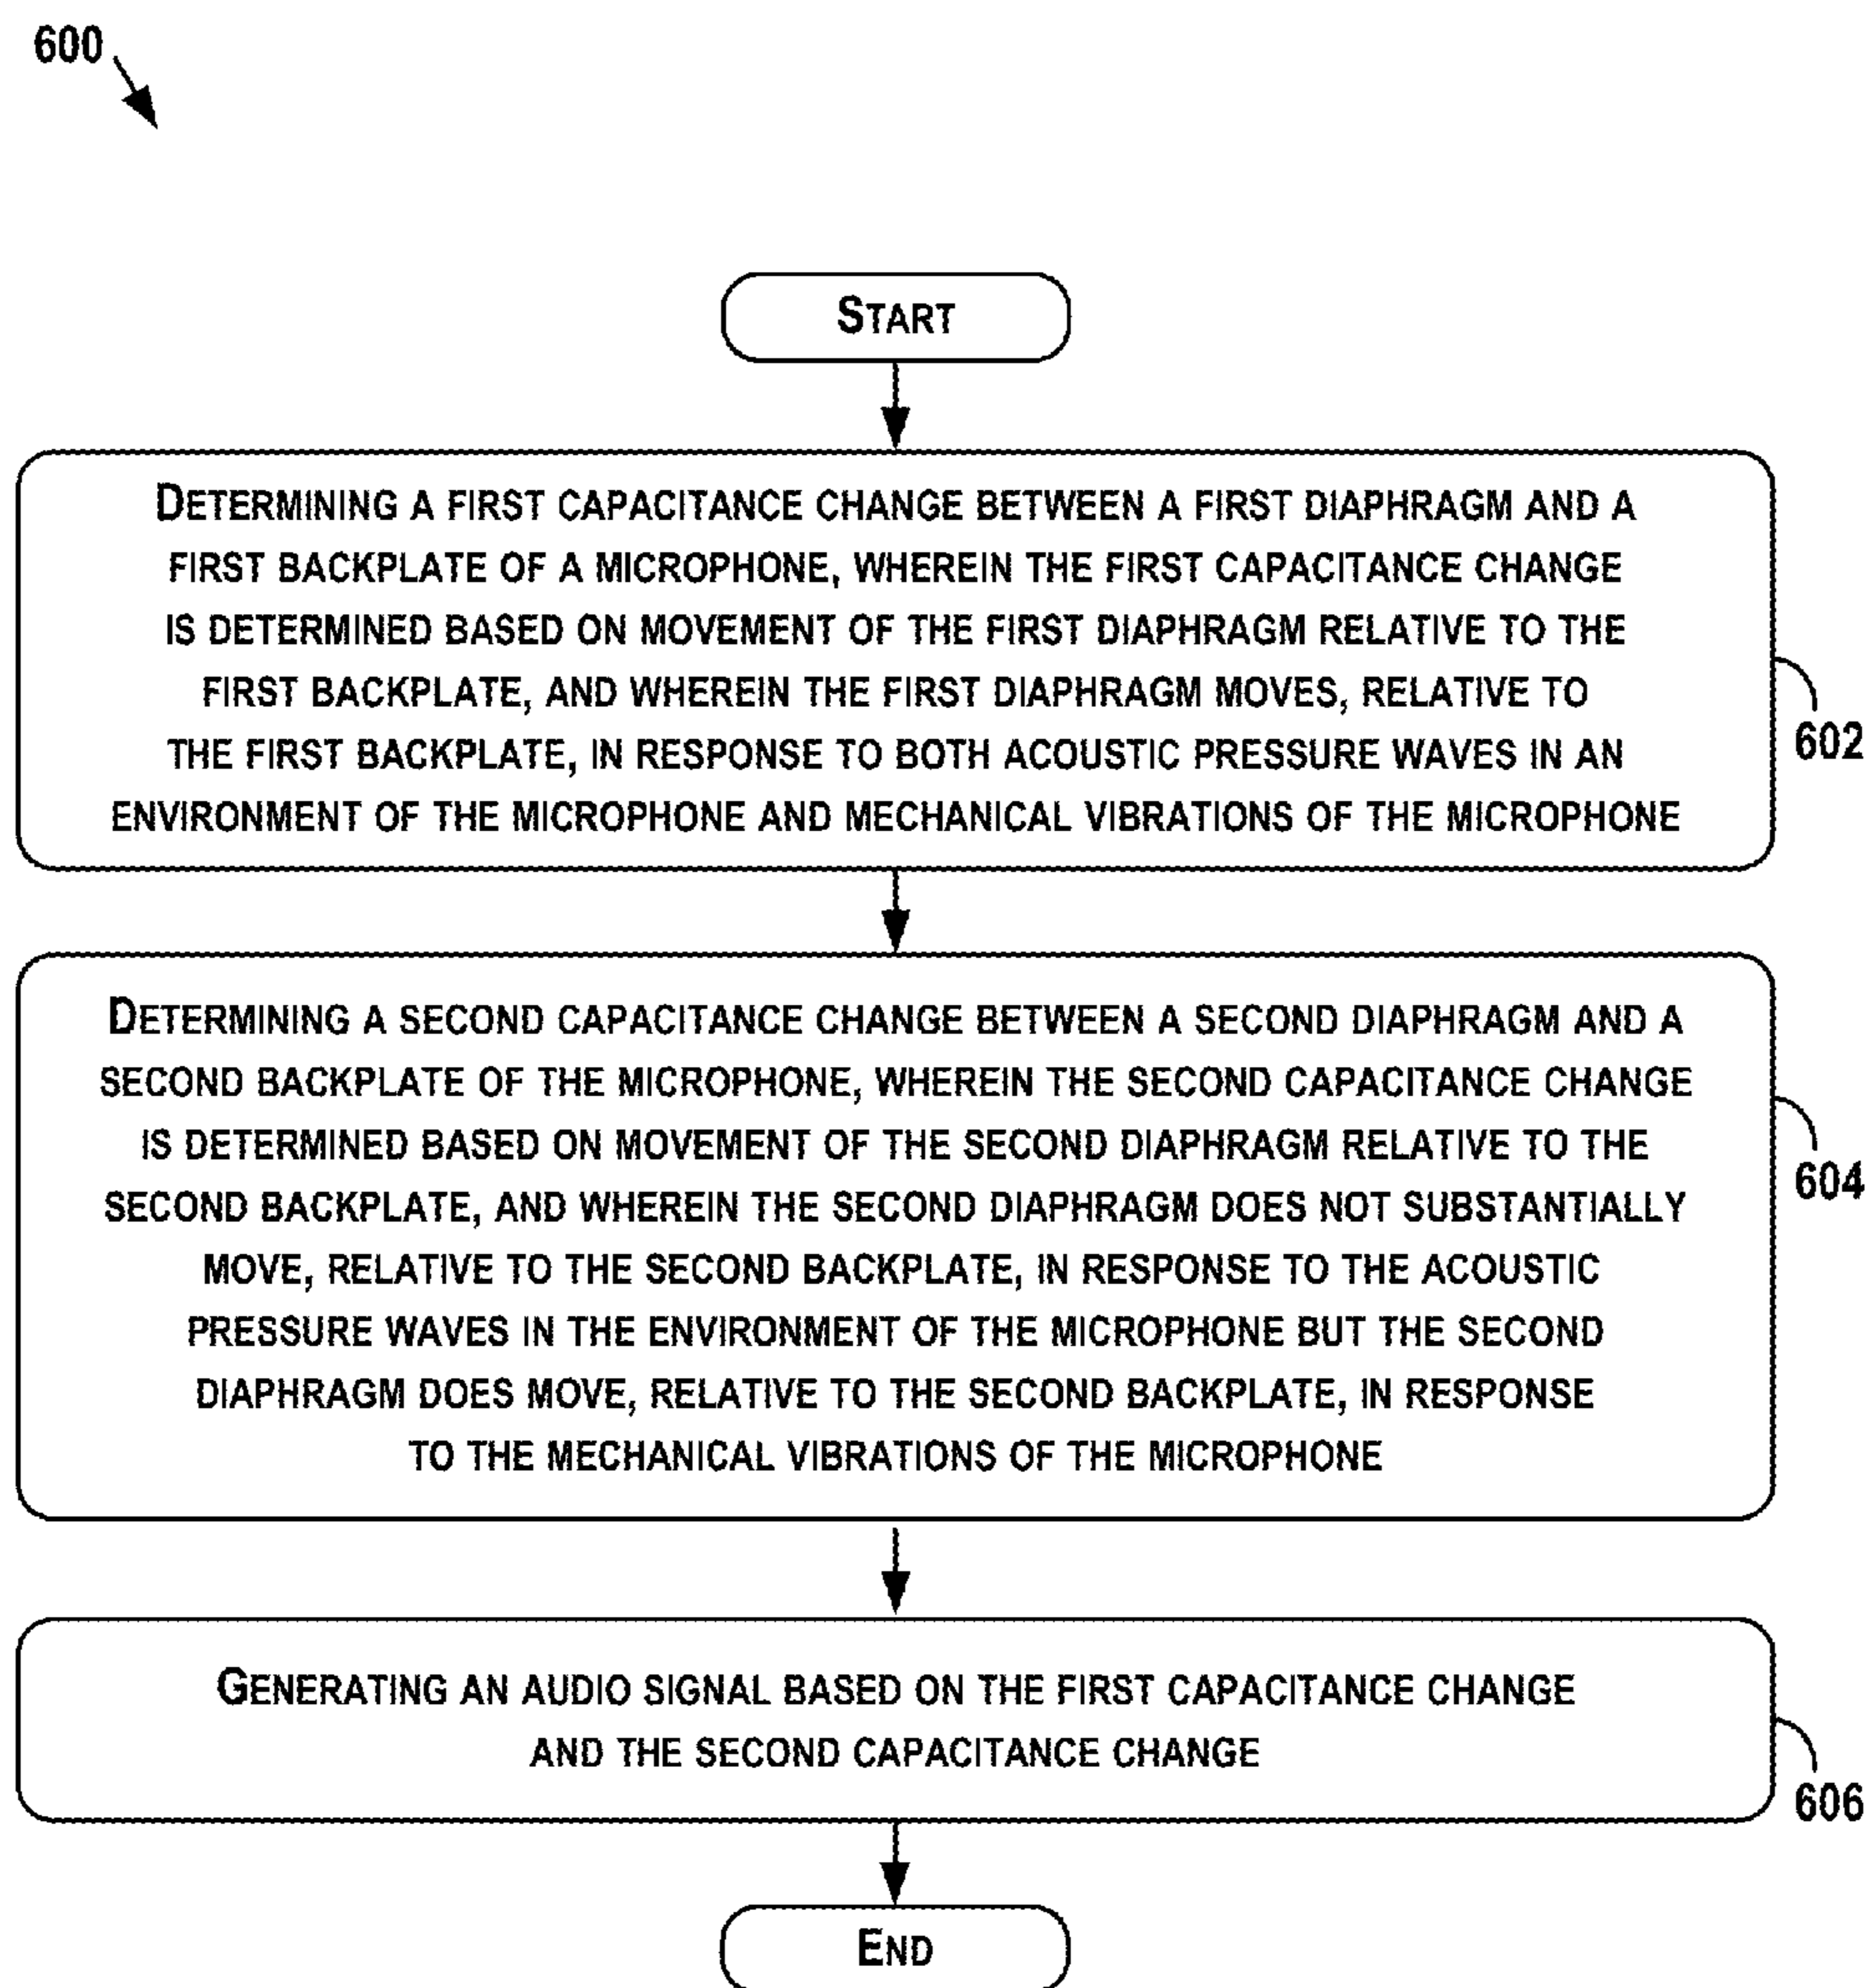 600
START
DETERMINING A FIRST CAPACITANCE CHANGE BETWEEN A FIRST DIAPHRAGM AND A
FIRST BACKPLATE OF A MICROPHONE, WHEREIN THE FIRST CAPACITANCE CHANGE
IS DETERMINED BASED ON MOVEMENT OF THE FIRST DIAPHRAGM RELATIVE TO THE
FIRST BACKPLATE, AND WHEREIN THE FIRST DIAPHRAGM MOVES, RELATIVE TO
THE FIRST BACKPLATE, IN RESPONSE TO BOTH ACOUSTIC PRESSURE WAVES IN AN
ENVIRONMENT OF THE MICROPHONE AND MECHANICAL VIBRATIONS OF THE MICROPHONE
602
DETERMINING A SECOND CAPACITANCE CHANGE BETWEEN A SECOND DIAPHRAGM AND A
SECOND BACKPLATE OF THE MICROPHONE, WHEREIN THE SECOND CAPACITANCE CHANGE
IS DETERMINED BASED ON MOVEMENT OF THE SECOND DIAPHRAGM RELATIVE TO THE
SECOND BACKPLATE, AND WHEREIN THE SECOND DIAPHRAGM DOES NOT SUBSTANTIALLY
MOVE, RELATIVE TO THE SECOND BACKPLATE, IN RESPONSE TO THE ACOUSTIC
PRESSURE WAVES IN THE ENVIRONMENT OF THE MICROPHONE BUT THE SECOND
DIAPHRAGM DOES MOVE, RELATIVE TO THE SECOND BACKPLATE, IN RESPONSE
TO THE MECHANICAL VIBRATIONS OF THE MICROPHONE
604
GENERATING AN AUDIO SIGNAL BASED ON THE FIRST CAPACITANCE CHANGE
AND THE SECOND CAPACITANCE CHANGE
606
END